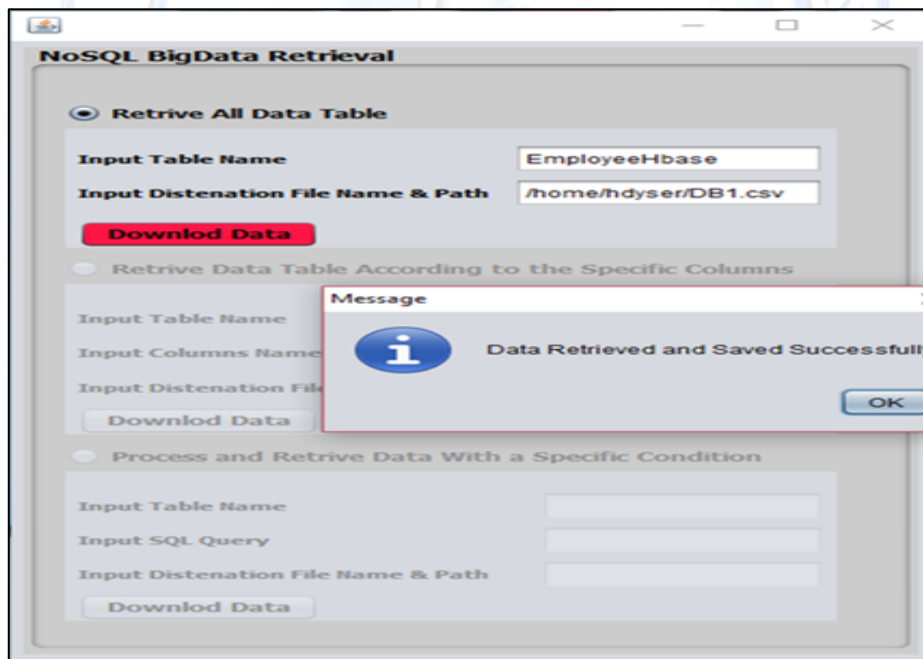 NoSQL BigData Retrieval
Retrive All Data Table
Input Table Name EmployeeHbase
Input Distenation File Name & Path /home/hdyser/DB1.csv
Downlod Data
Retrive Data Table According to the Specific Columns
Message
Input Table Name
Input Columns Name
Data Retrieved and Saved Successfully
Input Distenation
OK
Downlod Data
Process and Retrive Data With a Specific Condition
Input Table Name
Input SQL Query
Input Distenation File Name & Path
Downlod Data